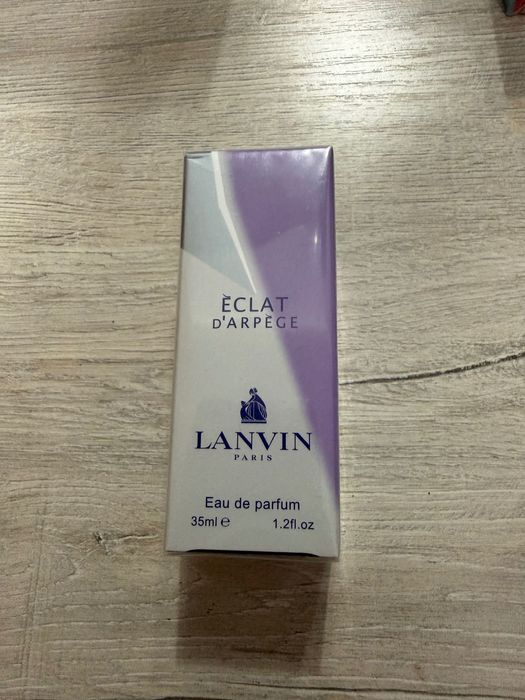 ÈCLAT
D'ARPÈGE
LANVIN
PARIS
Eau de parfum
35ml e 1.2fl.oz